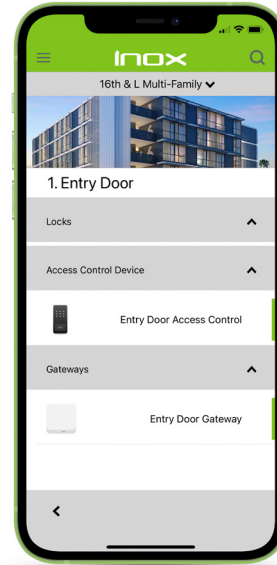 INOX
16th & L Multi-Family
1. Entry Door
Locks
Access Control Device
Entry Door Access Control
Gateways
Entry Door Gateway